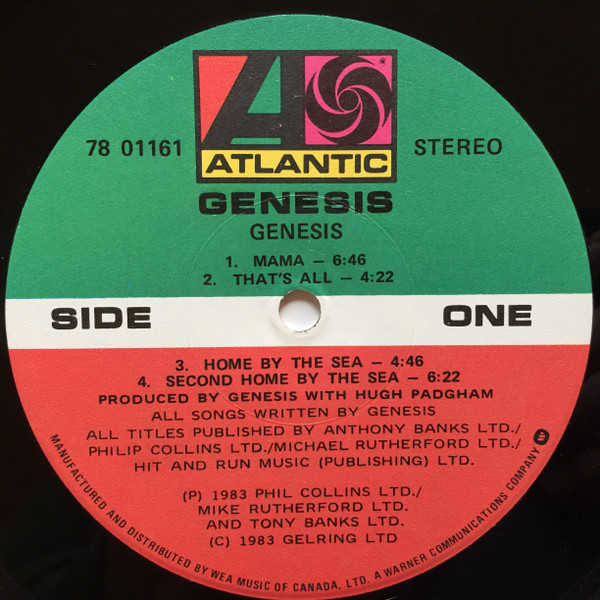 78 01161
ATLANTIC
®
STEREO
GENESIS
GENESIS
1. MAMA – 6:46
2. THAT'S ALL – 4:22
SIDE ONE
3. HOME BY THE SEA – 4:46
4. SECOND HOME BY THE SEA – 6:22
PRODUCED BY GENESIS WITH HUGH PADGHAM
ALL SONGS WRITTEN BY GENESIS
ALL TITLES PUBLISHED BY ANTHONY BANKS LTD./
PHILIP COLLINS LTD./MICHAEL RUTHERFORD LTD./
HIT AND RUN MUSIC (PUBLISHING) LTD.
(P) 1983 PHIL COLLINS LTD./
MIKE RUTHERFORD LTD.
AND TONY BANKS LTD.
(C) 1983 GELRING LTD
MANUFACTURED AND DISTRIBUTED BY WEA MUSIC OF CANADA, LTD. A WARNER COMMUNICATIONS COMPANY